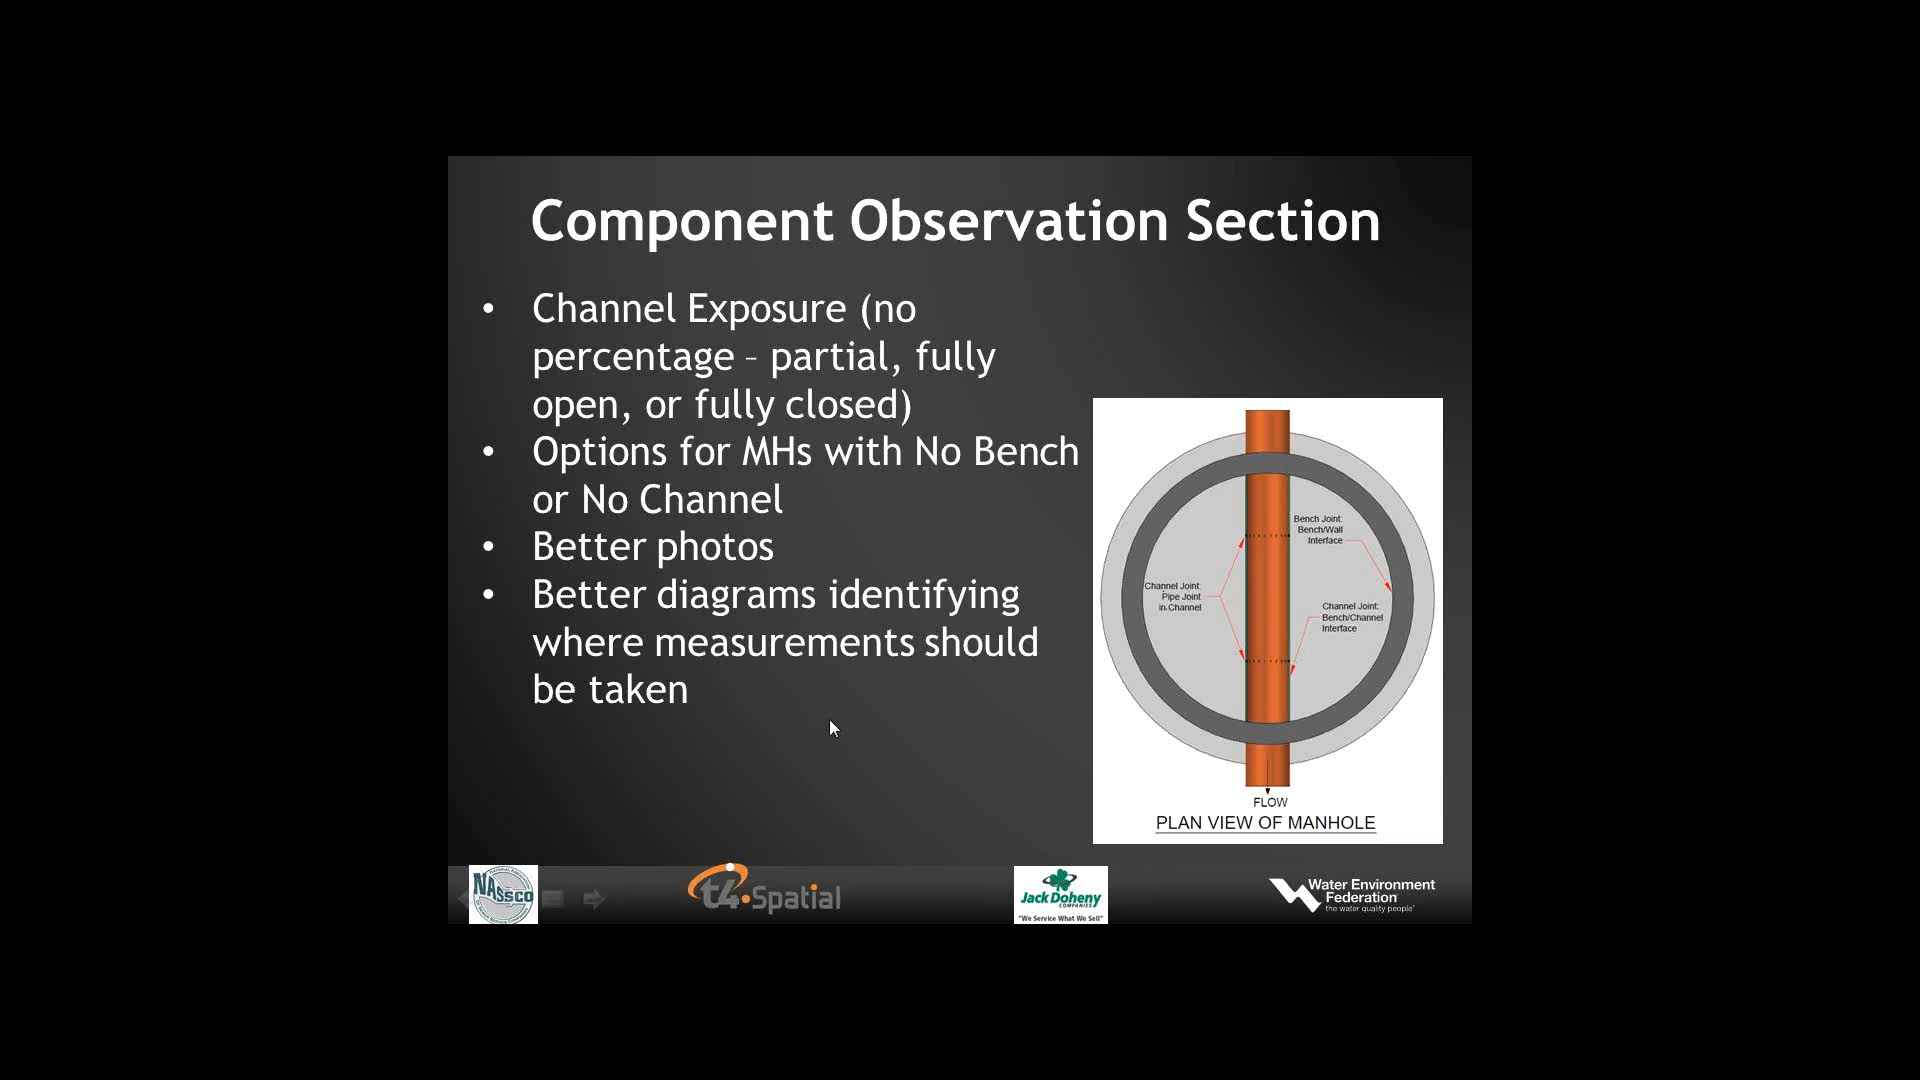 Component Observation Section
• Channel Exposure (no
percentage – partial, fully
open, or fully closed)
• Options for MHs with No Bench
or No Channel
• Better photos
• Better diagrams identifying
where measurements should
be taken
Bench Joint:
Bench/Wall
Interface
Channel Joint:
Pipe Joint
in Channel
Channel Joint:
Bench/Channel
Interface
FLOW
PLAN VIEW OF MANHOLE
NASSCO
t4.Spatial
Jack Doheny
COMPANIES
"We Service What We Sell"
Water Environment
Federation
the water quality people